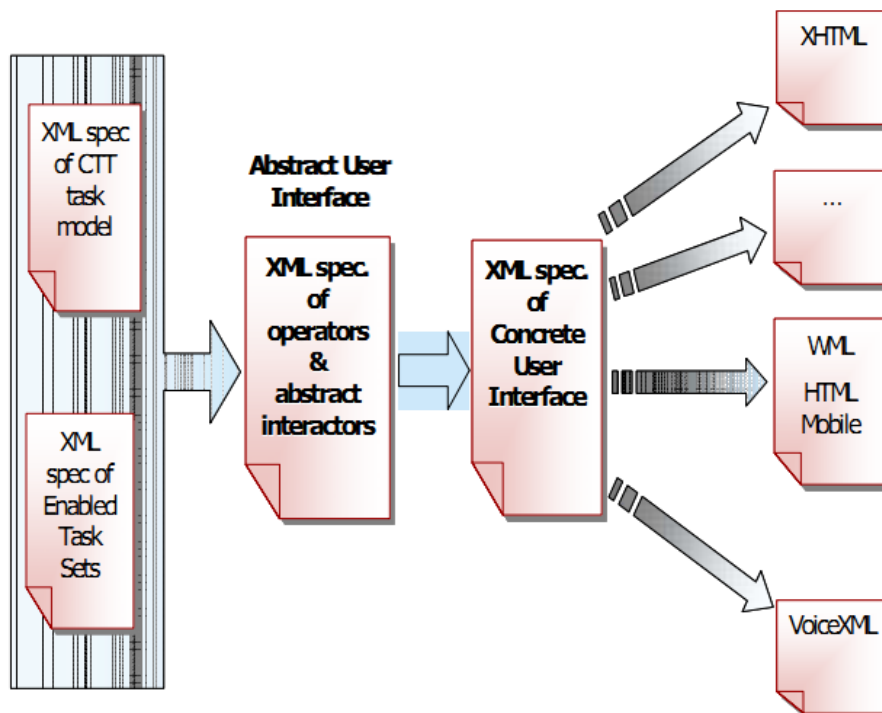 XML spec
of CTT
task
model
XML
spec of
Enabled
Task
Sets
Abstract User
Interface
XML spec.
of
operators
&
abstract
interactors
XML spec.
of
Concrete
User
Interface
XHTML
...
WML
HTML
Mobile
VoiceXML